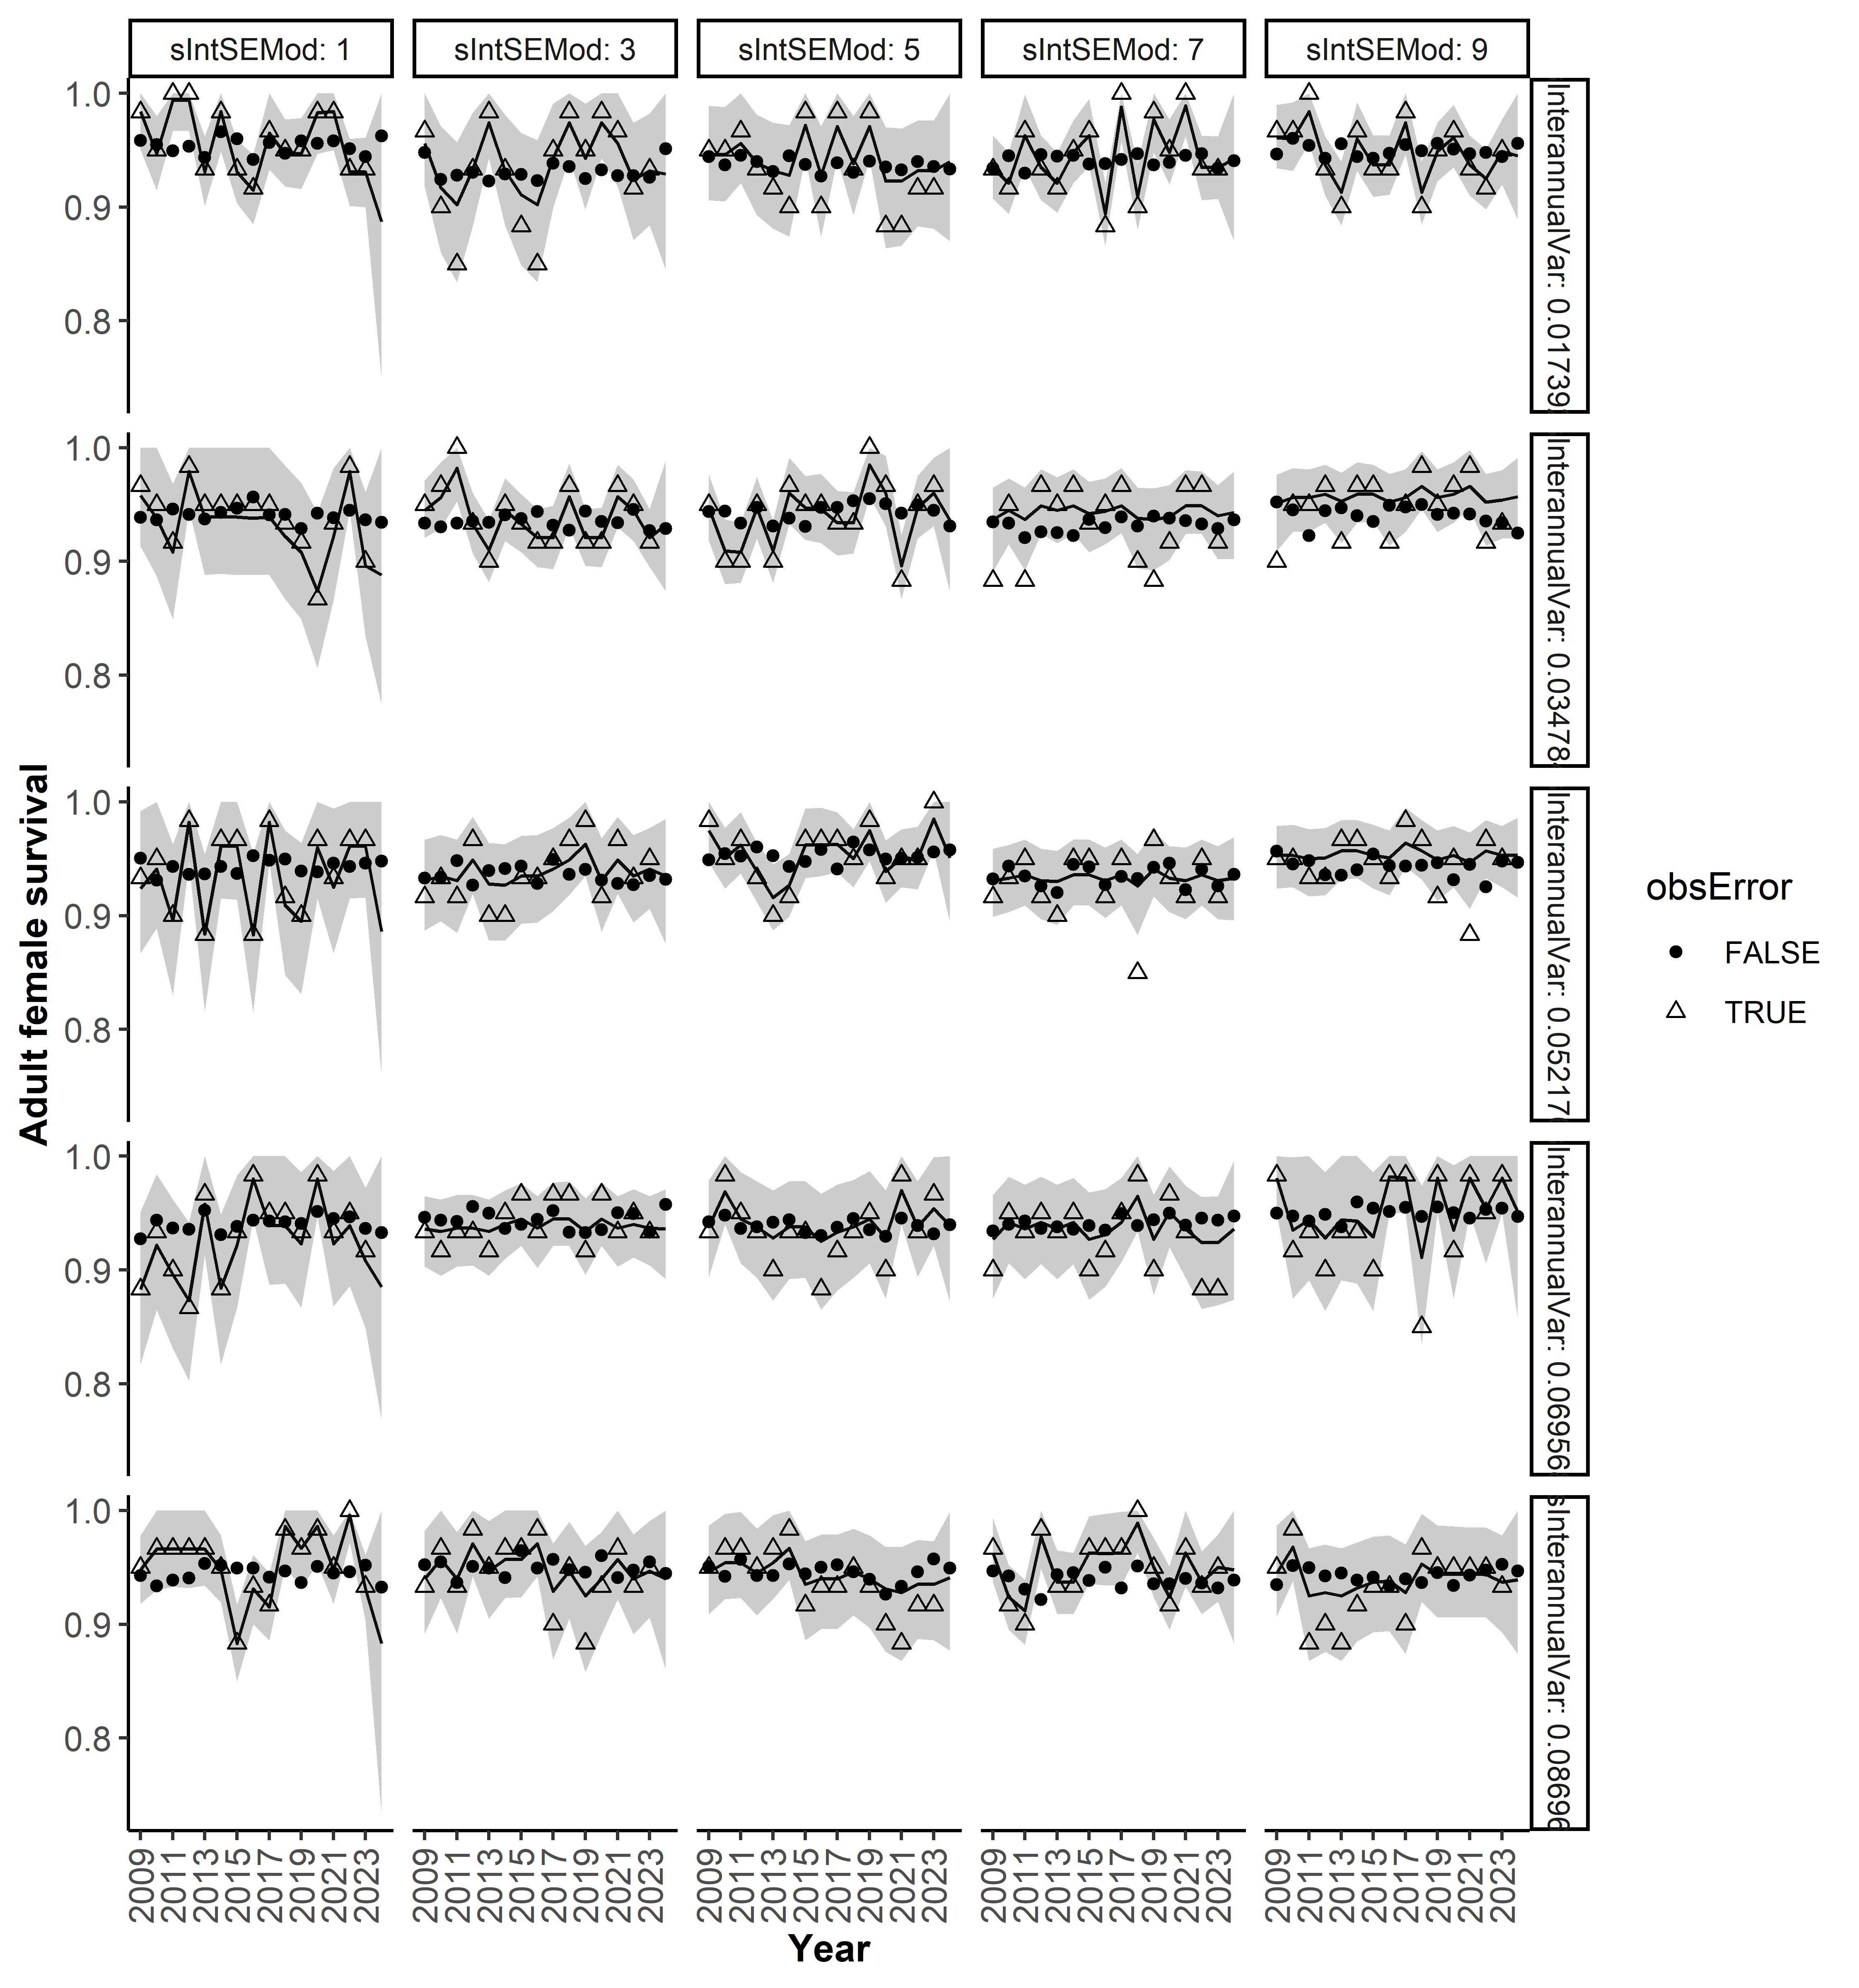 sIntSEMod: 1
sIntSEMod: 3
sIntSEMod: 5
sIntSEMod: 7
sIntSEMod: 9
1.0
0.9
0.8
InterannualVar: 0.01739
1.0
0.9
0.8
InterannualVar: 0.03478
1.0
0.9
0.8
InterannualVar: 0.05217
1.0
0.9
0.8
InterannualVar: 0.06956
1.0
0.9
0.8
sInterannualVar: 0.08696
Adult female survival
2009 2011 2013 2015 2017 2019 2021 2023
2009 2011 2013 2015 2017 2019 2021 2023
2009 2011 2013 2015 2017 2019 2021 2023
2009 2011 2013 2015 2017 2019 2021 2023
2009 2011 2013 2015 2017 2019 2021 2023
Year
obsError
FALSE
TRUE